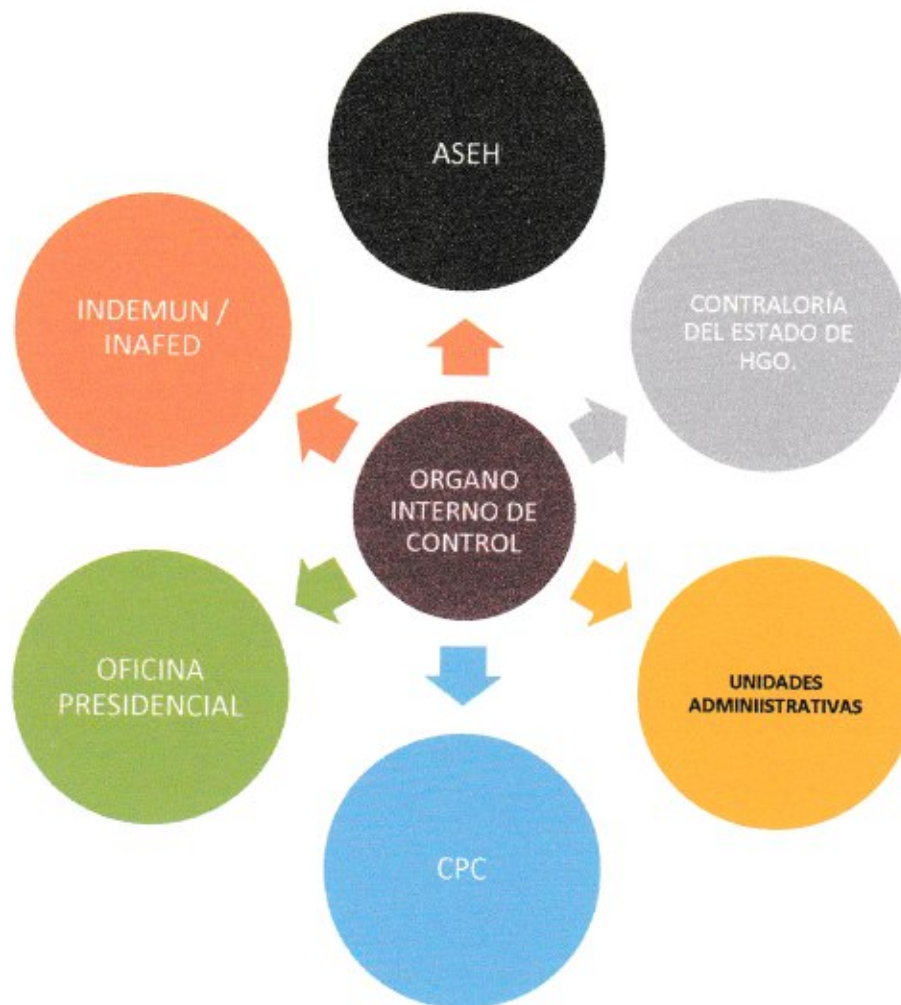 ASEH
CONTRALORÍA
DEL ESTADO DE
HGO.
UNIDADES
ADMINIISTRATIVAS
CPC
OFICINA
PRESIDENCIAL
INDEMUN /
INAFED
ORGANO
INTERNO DE
CONTROL